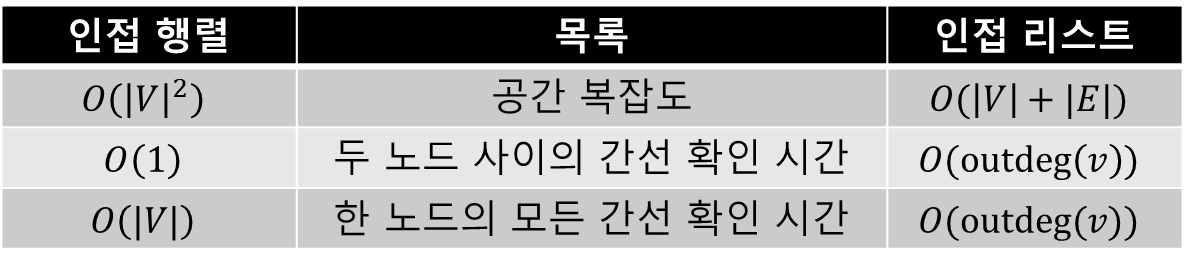 인접 행렬 목록 인접 리스트
O(|V|²) 공간 복잡도 O(|V| + |E|)
O(1) 두 노드 사이의 간선 확인 시간 O(outdeg(v))
O(|V|) 한 노드의 모든 간선 확인 시간 O(outdeg(v))